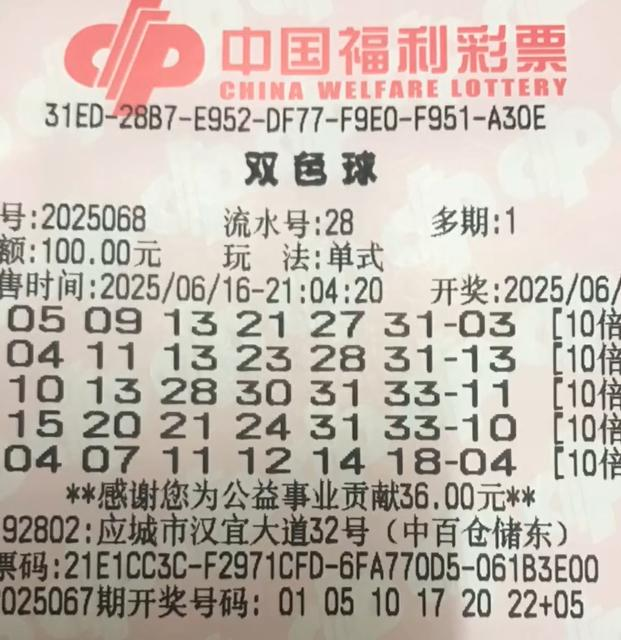 中国福利彩票
CHINA WELFARE LOTTERY
31ED-28B7-E952-DF77-F9E0-F951-A30E
双色球
号:2025068 流水号:28 多期:1
额:100.00元 玩 法:单式
售时间:2025/06/16-21:04:20 开奖:2025/06/
05 09 13 21 27 31-03 [10倍
04 11 13 23 28 31-13 [10倍
10 13 28 30 31 33-11 [10倍
15 20 21 24 31 33-10 [10倍
04 07 11 12 14 18-04 [10倍
**感谢您为公益事业贡献36.00元**
92802:应城市汉宜大道32号（中百仓储东）
票码:21E1CC3C-F2971CFD-6FA770D5-061B3E00
025067期开奖号码: 01 05 10 17 20 22+05